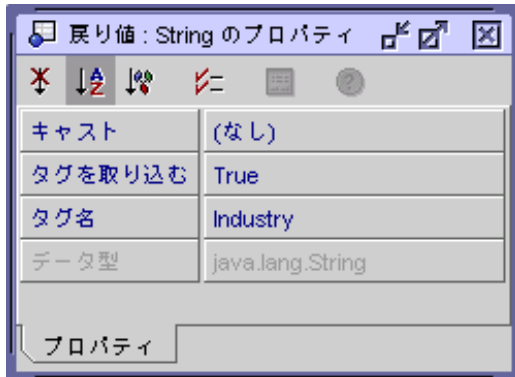 戻り値 : String のプロパティ
キャスト (なし)
タグを取り込む True
タグ名 Industry
データ型 java.lang.String
プロパティ